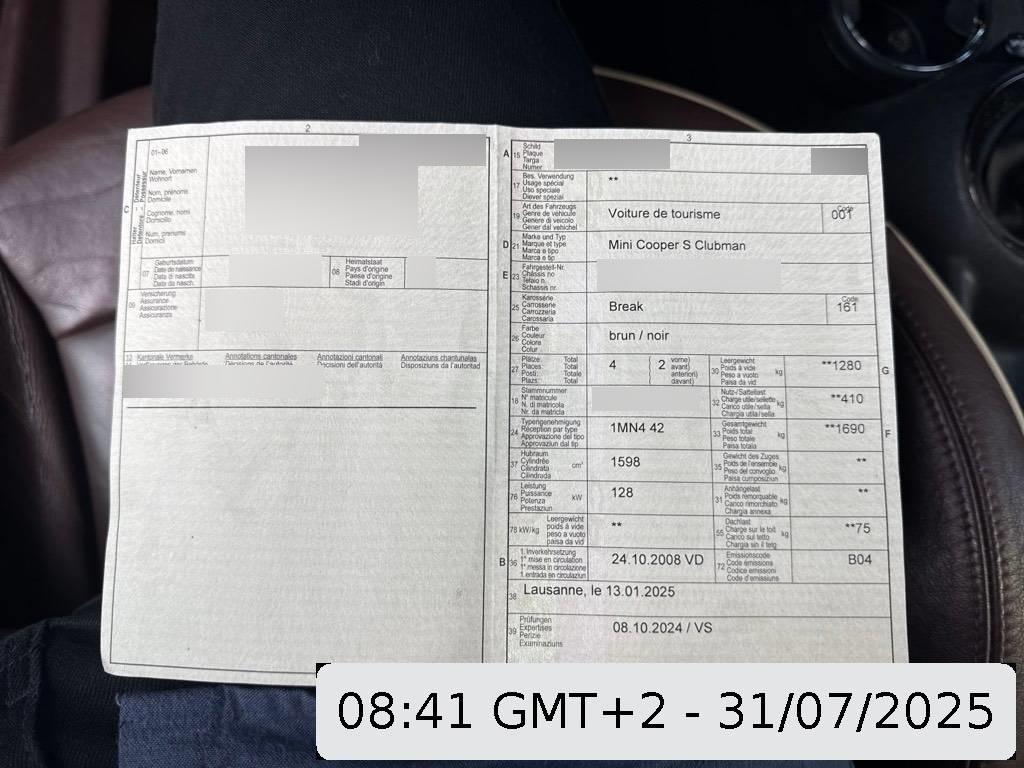 2
01-06
Name, Vornamen
Wohnort
Nom, prénoms
Domicile
Cognome, nomi
Domicilio
Num, prenums
Domicil
C
07
Geburtsdatum
Date de naissance
Data di nascita
Data da nasch.
08
Heimatstaat
Pays d'origine
Paese d'origine
Stadi d'origin
09
Versicherung
Assurance
Assicurazione
Assicuranza
Kantonale Vermerke
Annotations cantonales
Annotazioni cantonali
Annotaziuns chantunalas
Décisions de l'autorité
Decisioni dell'autorità
Disposiziuns da l'autoritad
3
A 15
Schild
Plaque
Targa
Numer
17
Bes. Verwendung
Usage spécial
Uso speciale
Diever spezial
**
19
Art des Fahrzeugs
Genre de véhicule
Genere di veicolo
Gener dal vehichel
Voiture de tourisme
Code
001
D 21
Marke und Typ
Marque et type
Marca e tipo
Marca e tip
Mini Cooper S Clubman
E 23
Fahrgestell-Nr.
Châssis no
Telaio n.
Schassis nr.
25
Karosserie
Carrosserie
Carrozzeria
Carossaria
Break
Code
161
26
Farbe
Couleur
Colore
Colur
brun / noir
27
Plätze: Total
Places: Total
Posti: Totale
Plazs: Total
4
2
vorne)
avant)
anteriori)
davant)
30
Leergewicht
Poids à vide
Peso a vuoto
Paisa da vid
kg
**1280
G
18
Stammnummer
N° matricule
N. di matricola
Nr. da matricla
32
Nutz-/Sattellast
Charge utile/sellette
Carico utile/sella
Chargia utila/sella
kg
**410
24
Typengenehmigung
Réception par type
Approvazione del tipo
Approvaziun dal tip
1MN4 42
33
Gesamtgewicht
Poids total
Peso totale
Paisa totala
kg
**1690
F
37
Hubraum
Cylindrée
Cilindrata
Cilindrada
cm³
1598
35
Gewicht des Zuges
Poids de l'ensemble
Peso del convoglio
Paisa cumposiziun
kg
**
76
Leistung
Puissance
Potenza
Prestaziun
kW
128
31
Anhängelast
Poids remorquable
Carico rimorchiato
Chargia annexa
kg
**
78 kW/kg
Leergewicht
poids à vide
peso a vuoto
paisa da vid
**
55
Dachlast
Charge sur le toit
Carico sul tetto
Chargia sin il tetg
kg
**75
B 36
1. Inverkehrsetzung
1re mise en circulation
1a messa in circolazione
1. entrada en circulaziun
24.10.2008 VD
72
Emissionscode
Code émissions
Codice emissioni
Code d'emissiuns
B04
38
Lausanne, le 13.01.2025
39
Prüfungen
Expertises
Perizie
Examinaziuns
08.10.2024 / VS
08:41 GMT+2 - 31/07/2025